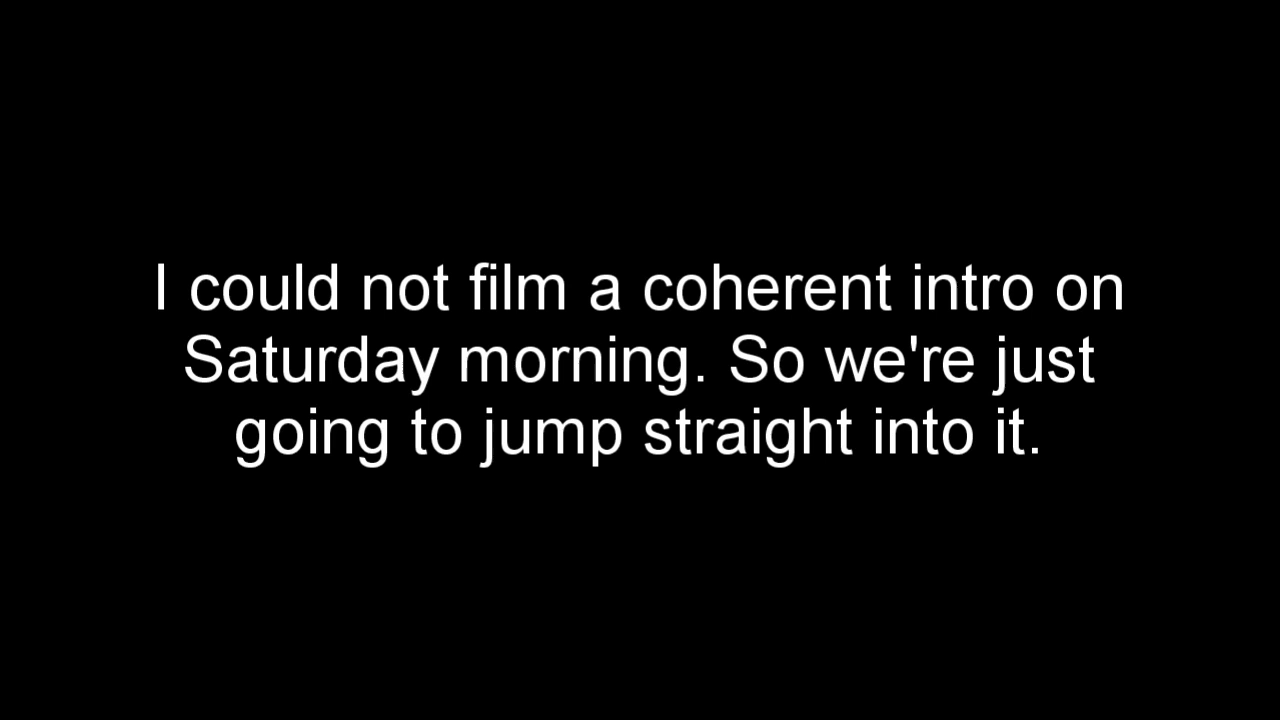 I could not film a coherent intro on
Saturday morning. So we're just
going to jump straight into it.